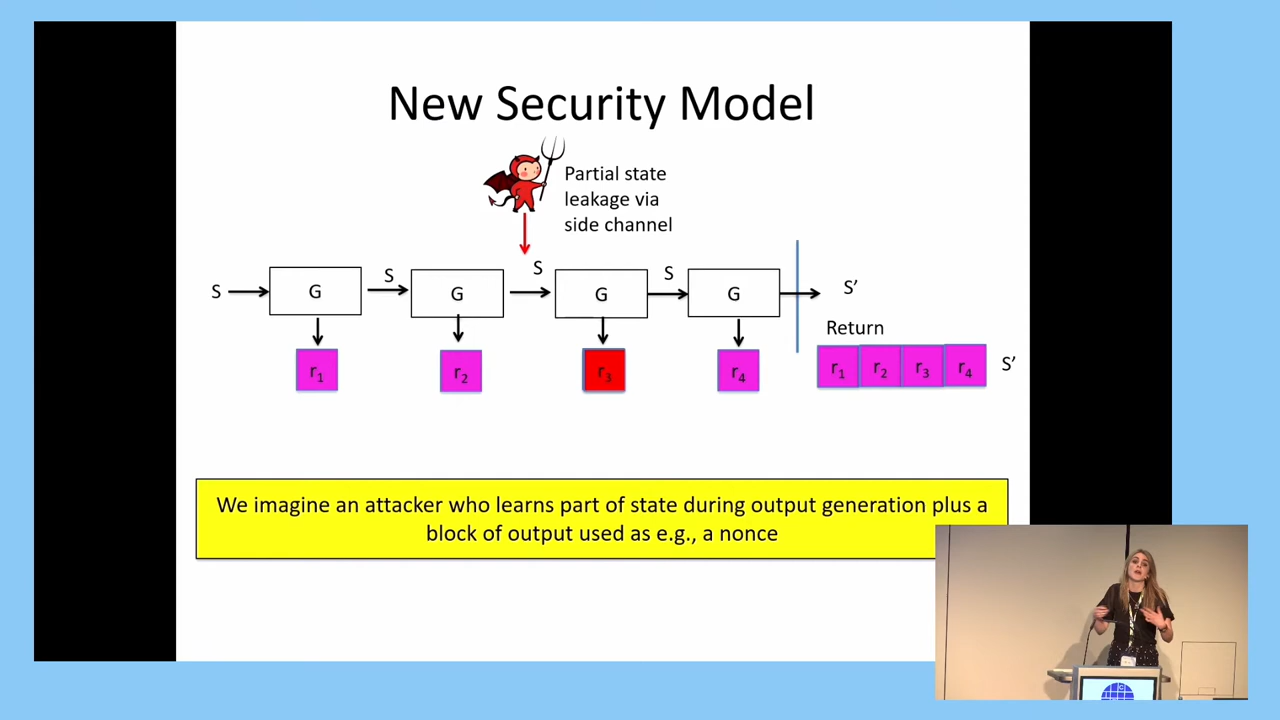 New Security Model
Partial state
leakage via
side channel
S
G
S
G
S
G
S
G
S’
Return
r1
r2
r3
r4
r1
r2
r3
r4
S’
We imagine an attacker who learns part of state during output generation plus a
block of output used as e.g., a nonce